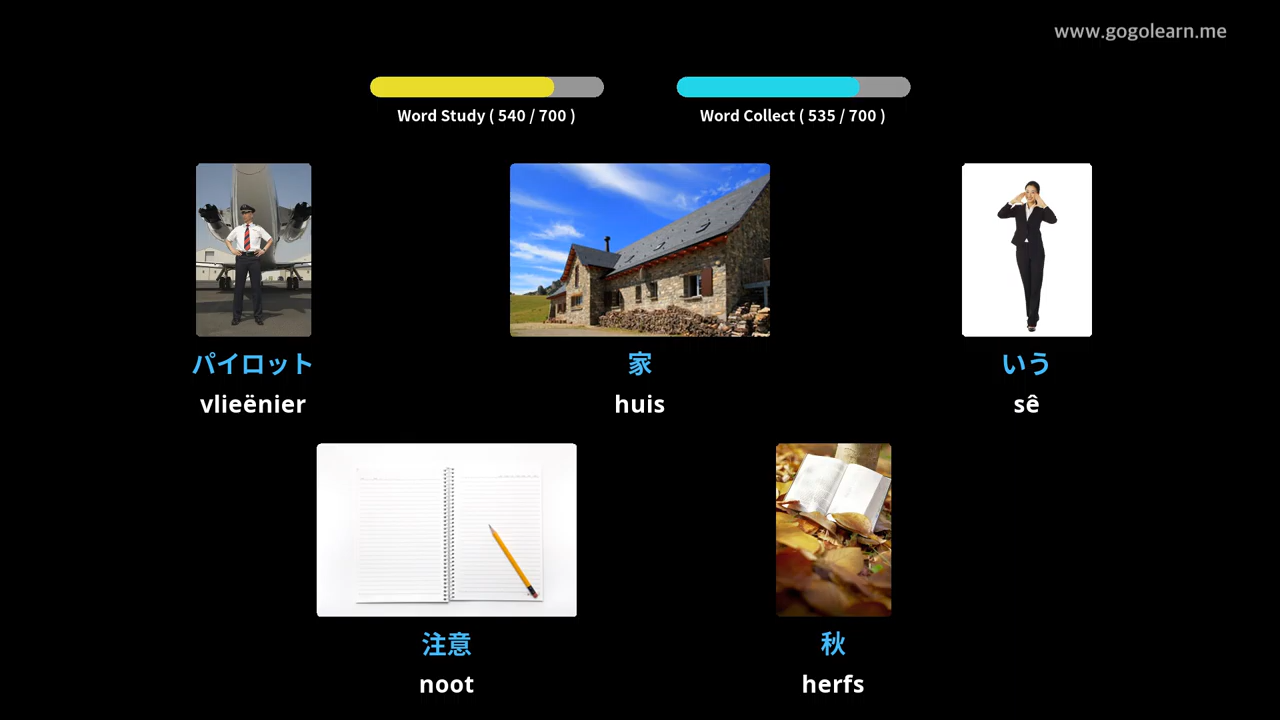 www.gogolearn.me
Word Study ( 540 / 700 )
Word Collect ( 535 / 700 )
パイロット
vlieënier
家
huis
いう
sê
注意
noot
秋
herfs